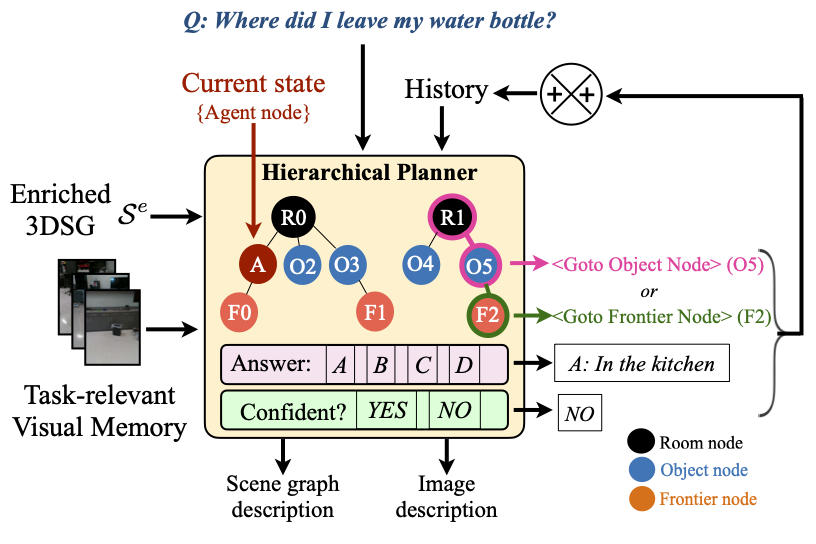 Q: Where did I leave my water bottle?
Current state
{Agent node}
History
+ +
Hierarchical Planner
Enriched
3DSG S^e
R0
R1
A
O2
O3
O4
O5
F0
F1
F2
<Goto Object Node> (O5)
or
<Goto Frontier Node> (F2)
Task-relevant
Visual Memory
Answer: A B C D
A: In the kitchen
Confident? YES NO
NO
Scene graph
description
Image
description
Room node
Object node
Frontier node